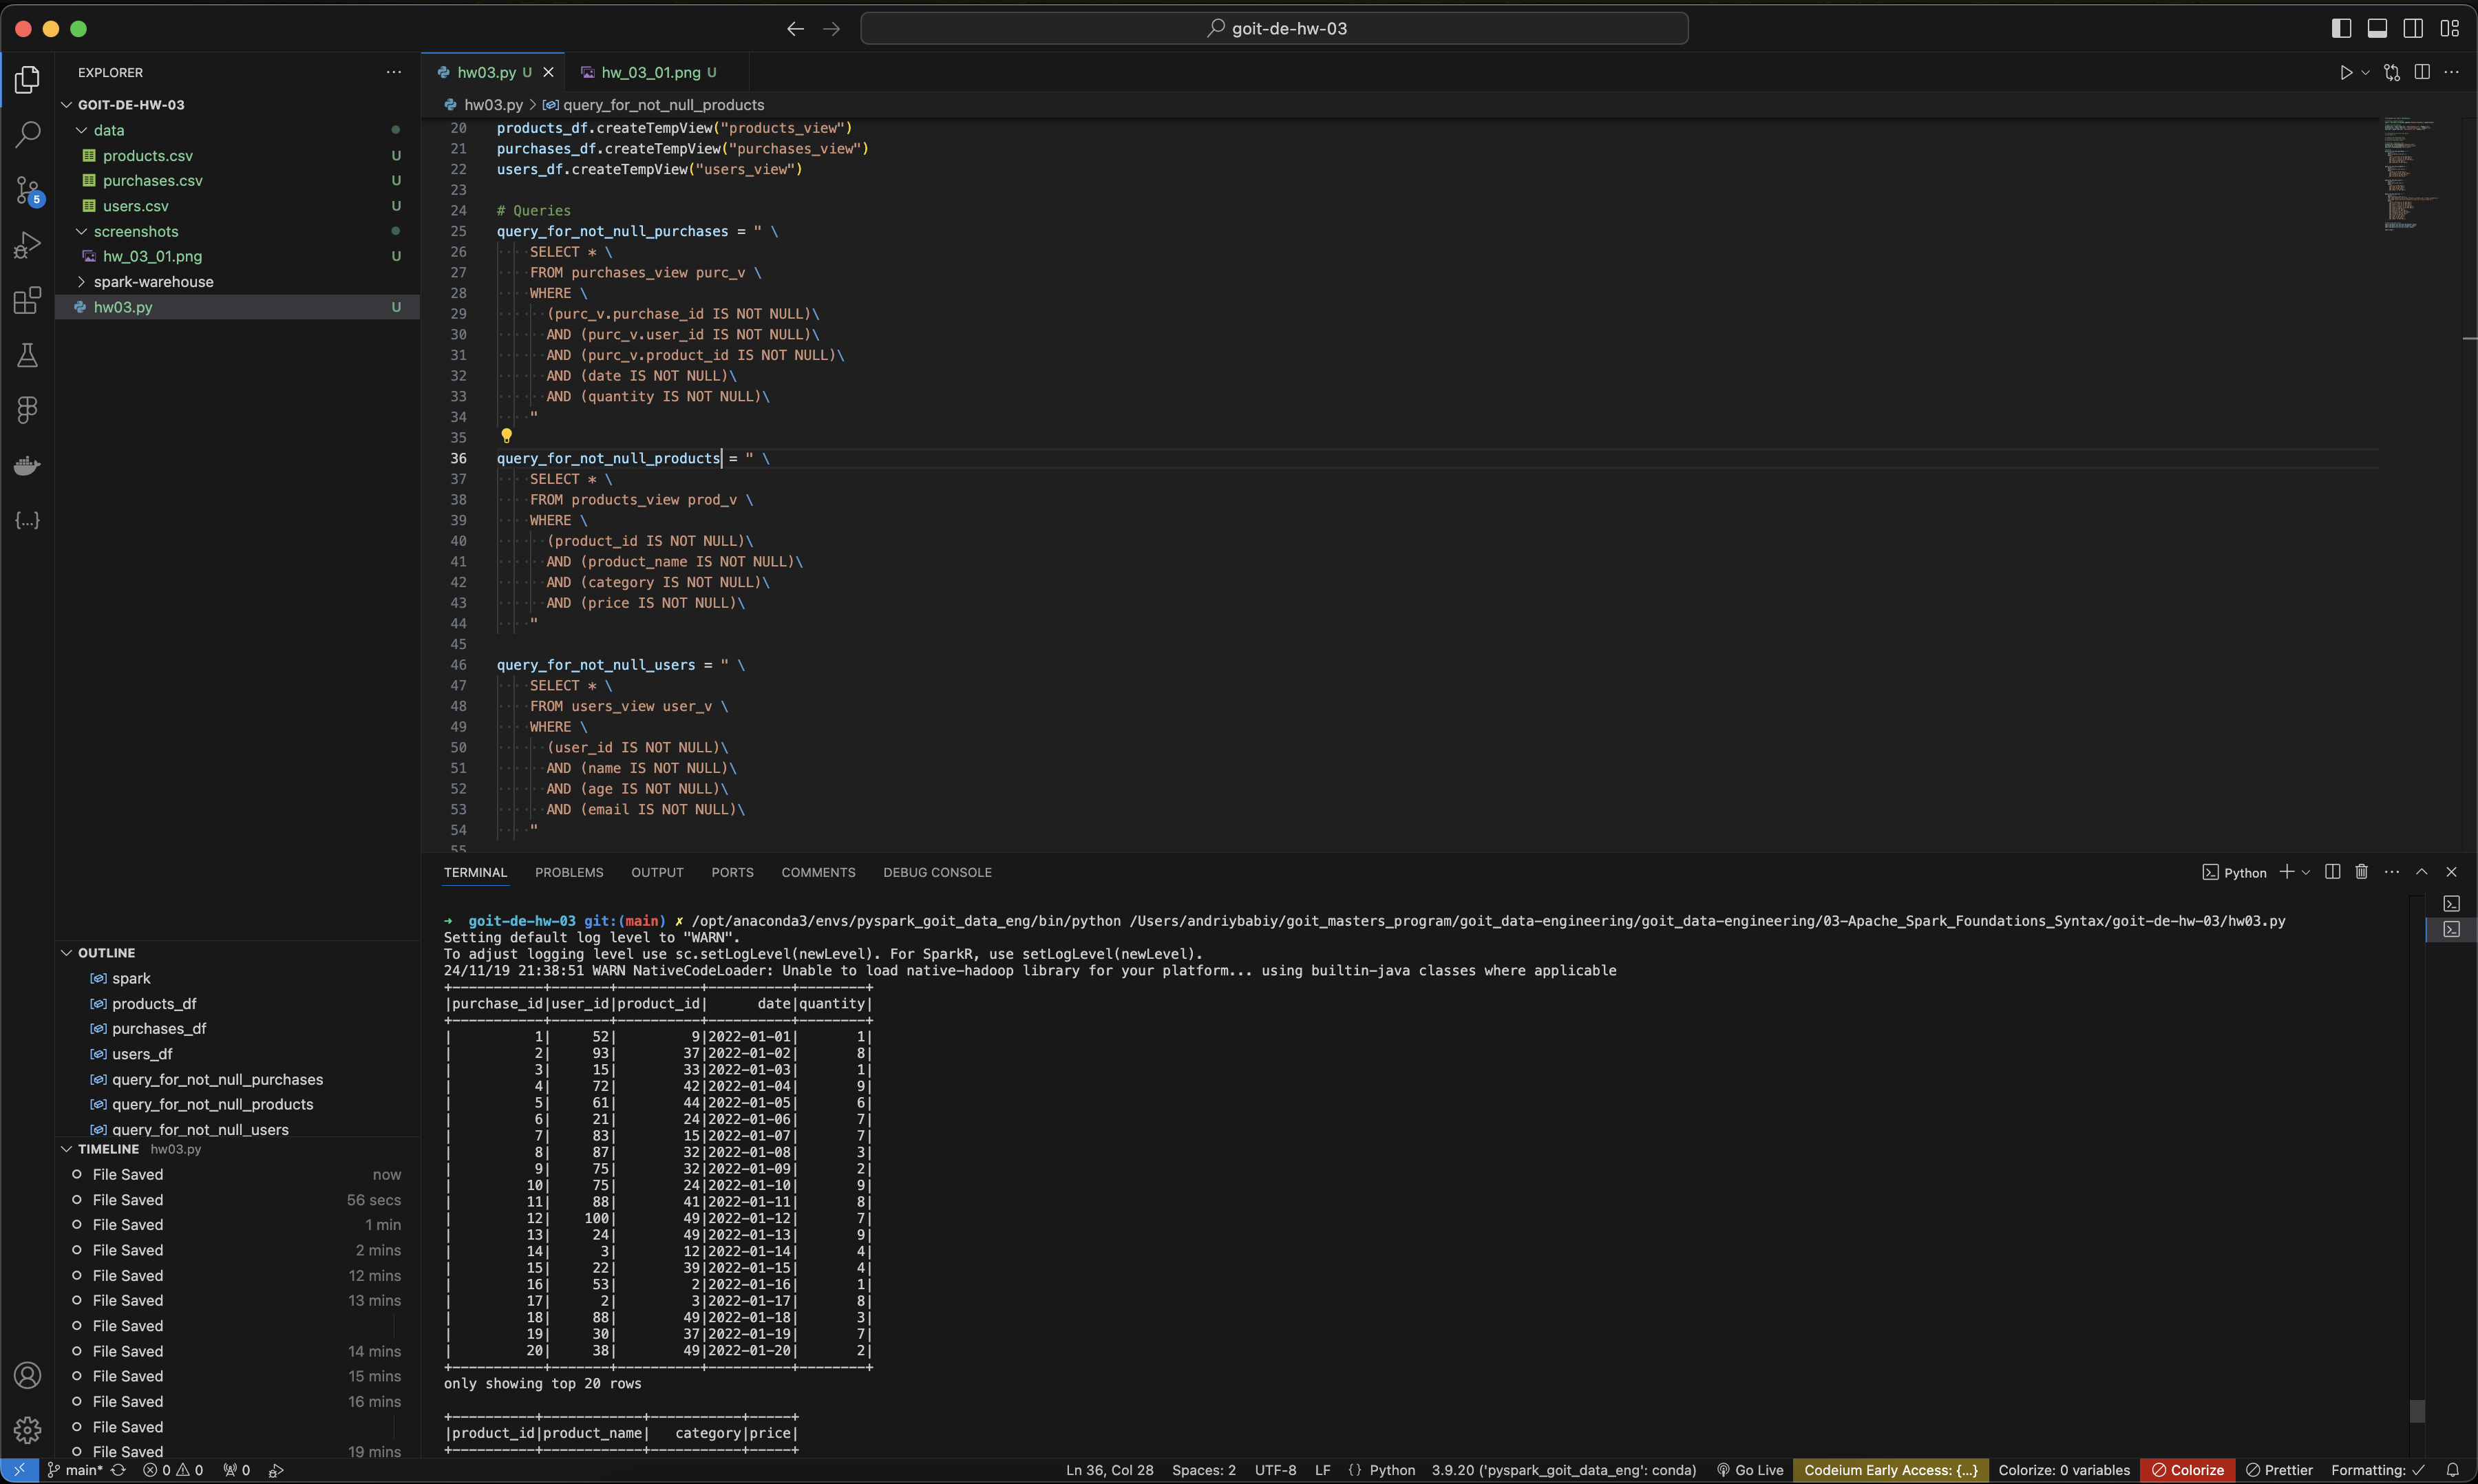 goit-de-hw-03
EXPLORER
GOIT-DE-HW-03
data
products.csv U
purchases.csv U
users.csv U
screenshots
hw_03_01.png U
spark-warehouse
hw03.py U
5
OUTLINE
spark
products_df
purchases_df
users_df
query_for_not_null_purchases
query_for_not_null_products
query_for_not_null_users
TIMELINE hw03.py
File Saved now
File Saved 56 secs
File Saved 1 min
File Saved 2 mins
File Saved 12 mins
File Saved 13 mins
File Saved
File Saved 14 mins
File Saved 15 mins
File Saved 16 mins
File Saved
File Saved 19 mins
hw03.py U hw_03_01.png U
hw03.py > query_for_not_null_products
20 products_df.createTempView("products_view")
21 purchases_df.createTempView("purchases_view")
22 users_df.createTempView("users_view")
23
24 # Queries
25 query_for_not_null_purchases = " \
26 SELECT * \
27 FROM purchases_view purc_v \
28 WHERE \
29 (purc_v.purchase_id IS NOT NULL)\
30 AND (purc_v.user_id IS NOT NULL)\
31 AND (purc_v.product_id IS NOT NULL)\
32 AND (date IS NOT NULL)\
33 AND (quantity IS NOT NULL)\
34 "
35
36 query_for_not_null_products = " \
37 SELECT * \
38 FROM products_view prod_v \
39 WHERE \
40 (product_id IS NOT NULL)\
41 AND (product_name IS NOT NULL)\
42 AND (category IS NOT NULL)\
43 AND (price IS NOT NULL)\
44 "
45
46 query_for_not_null_users = " \
47 SELECT * \
48 FROM users_view user_v \
49 WHERE \
50 (user_id IS NOT NULL)\
51 AND (name IS NOT NULL)\
52 AND (age IS NOT NULL)\
53 AND (email IS NOT NULL)\
54 "
55
TERMINAL PROBLEMS OUTPUT PORTS COMMENTS DEBUG CONSOLE
Python
➜ goit-de-hw-03 git:(main) ✗ /opt/anaconda3/envs/pyspark_goit_data_eng/bin/python /Users/andriybabiy/goit_masters_program/goit_data-engineering/goit_data-engineering/03-Apache_Spark_Foundations_Syntax/goit-de-hw-03/hw03.py
Setting default log level to "WARN".
To adjust logging level use sc.setLogLevel(newLevel). For SparkR, use setLogLevel(newLevel).
24/11/19 21:38:51 WARN NativeCodeLoader: Unable to load native-hadoop library for your platform... using builtin-java classes where applicable
+-----------+-------+----------+----------+--------+
|purchase_id|user_id|product_id|      date|quantity|
+-----------+-------+----------+----------+--------+
|          1|     52|         9|2022-01-01|       1|
|          2|     93|        37|2022-01-02|       8|
|          3|     15|        33|2022-01-03|       1|
|          4|     72|        42|2022-01-04|       9|
|          5|     61|        44|2022-01-05|       6|
|          6|     21|        24|2022-01-06|       7|
|          7|     83|        15|2022-01-07|       7|
|          8|     87|        32|2022-01-08|       3|
|          9|     75|        32|2022-01-09|       2|
|         10|     75|        24|2022-01-10|       9|
|         11|     88|        41|2022-01-11|       8|
|         12|    100|        49|2022-01-12|       7|
|         13|     24|        49|2022-01-13|       9|
|         14|      3|        12|2022-01-14|       4|
|         15|     22|        39|2022-01-15|       4|
|         16|     53|         2|2022-01-16|       1|
|         17|      2|         3|2022-01-17|       8|
|         18|     88|        49|2022-01-18|       3|
|         19|     30|        37|2022-01-19|       7|
|         20|     38|        49|2022-01-20|       2|
+-----------+-------+----------+----------+--------+
only showing top 20 rows
+----------+------------+-----------+-----+
|product_id|product_name|   category|price|
+----------+------------+-----------+-----+
main* 0 0 0 Ln 36, Col 28 Spaces: 2 UTF-8 LF {} Python 3.9.20 ('pyspark_goit_data_eng': conda) Go Live Codeium Early Access: {...} Colorize: 0 variables Colorize Prettier Formatting: ✓